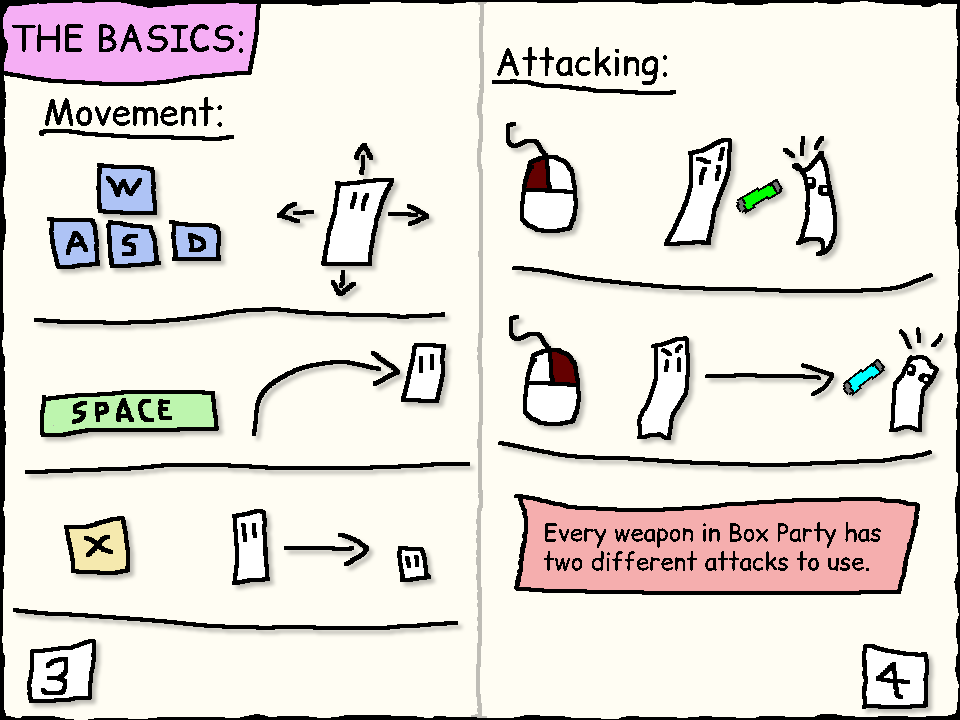 THE BASICS:
Movement:
W
A S D
SPACE
X
3
Attacking:
Every weapon in Box Party has
two different attacks to use.
4